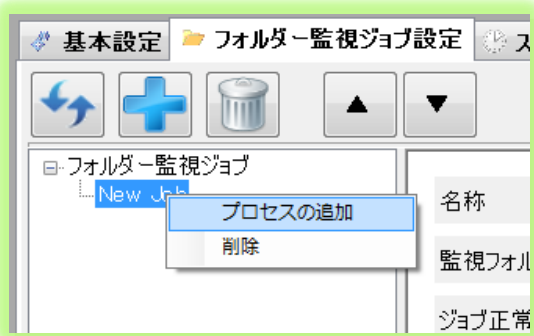 基本設定
フォルダー監視ジョブ設定
フォルダー監視ジョブ
New Job
プロセスの追加
削除
名称
監視フォル
ジョブ正常